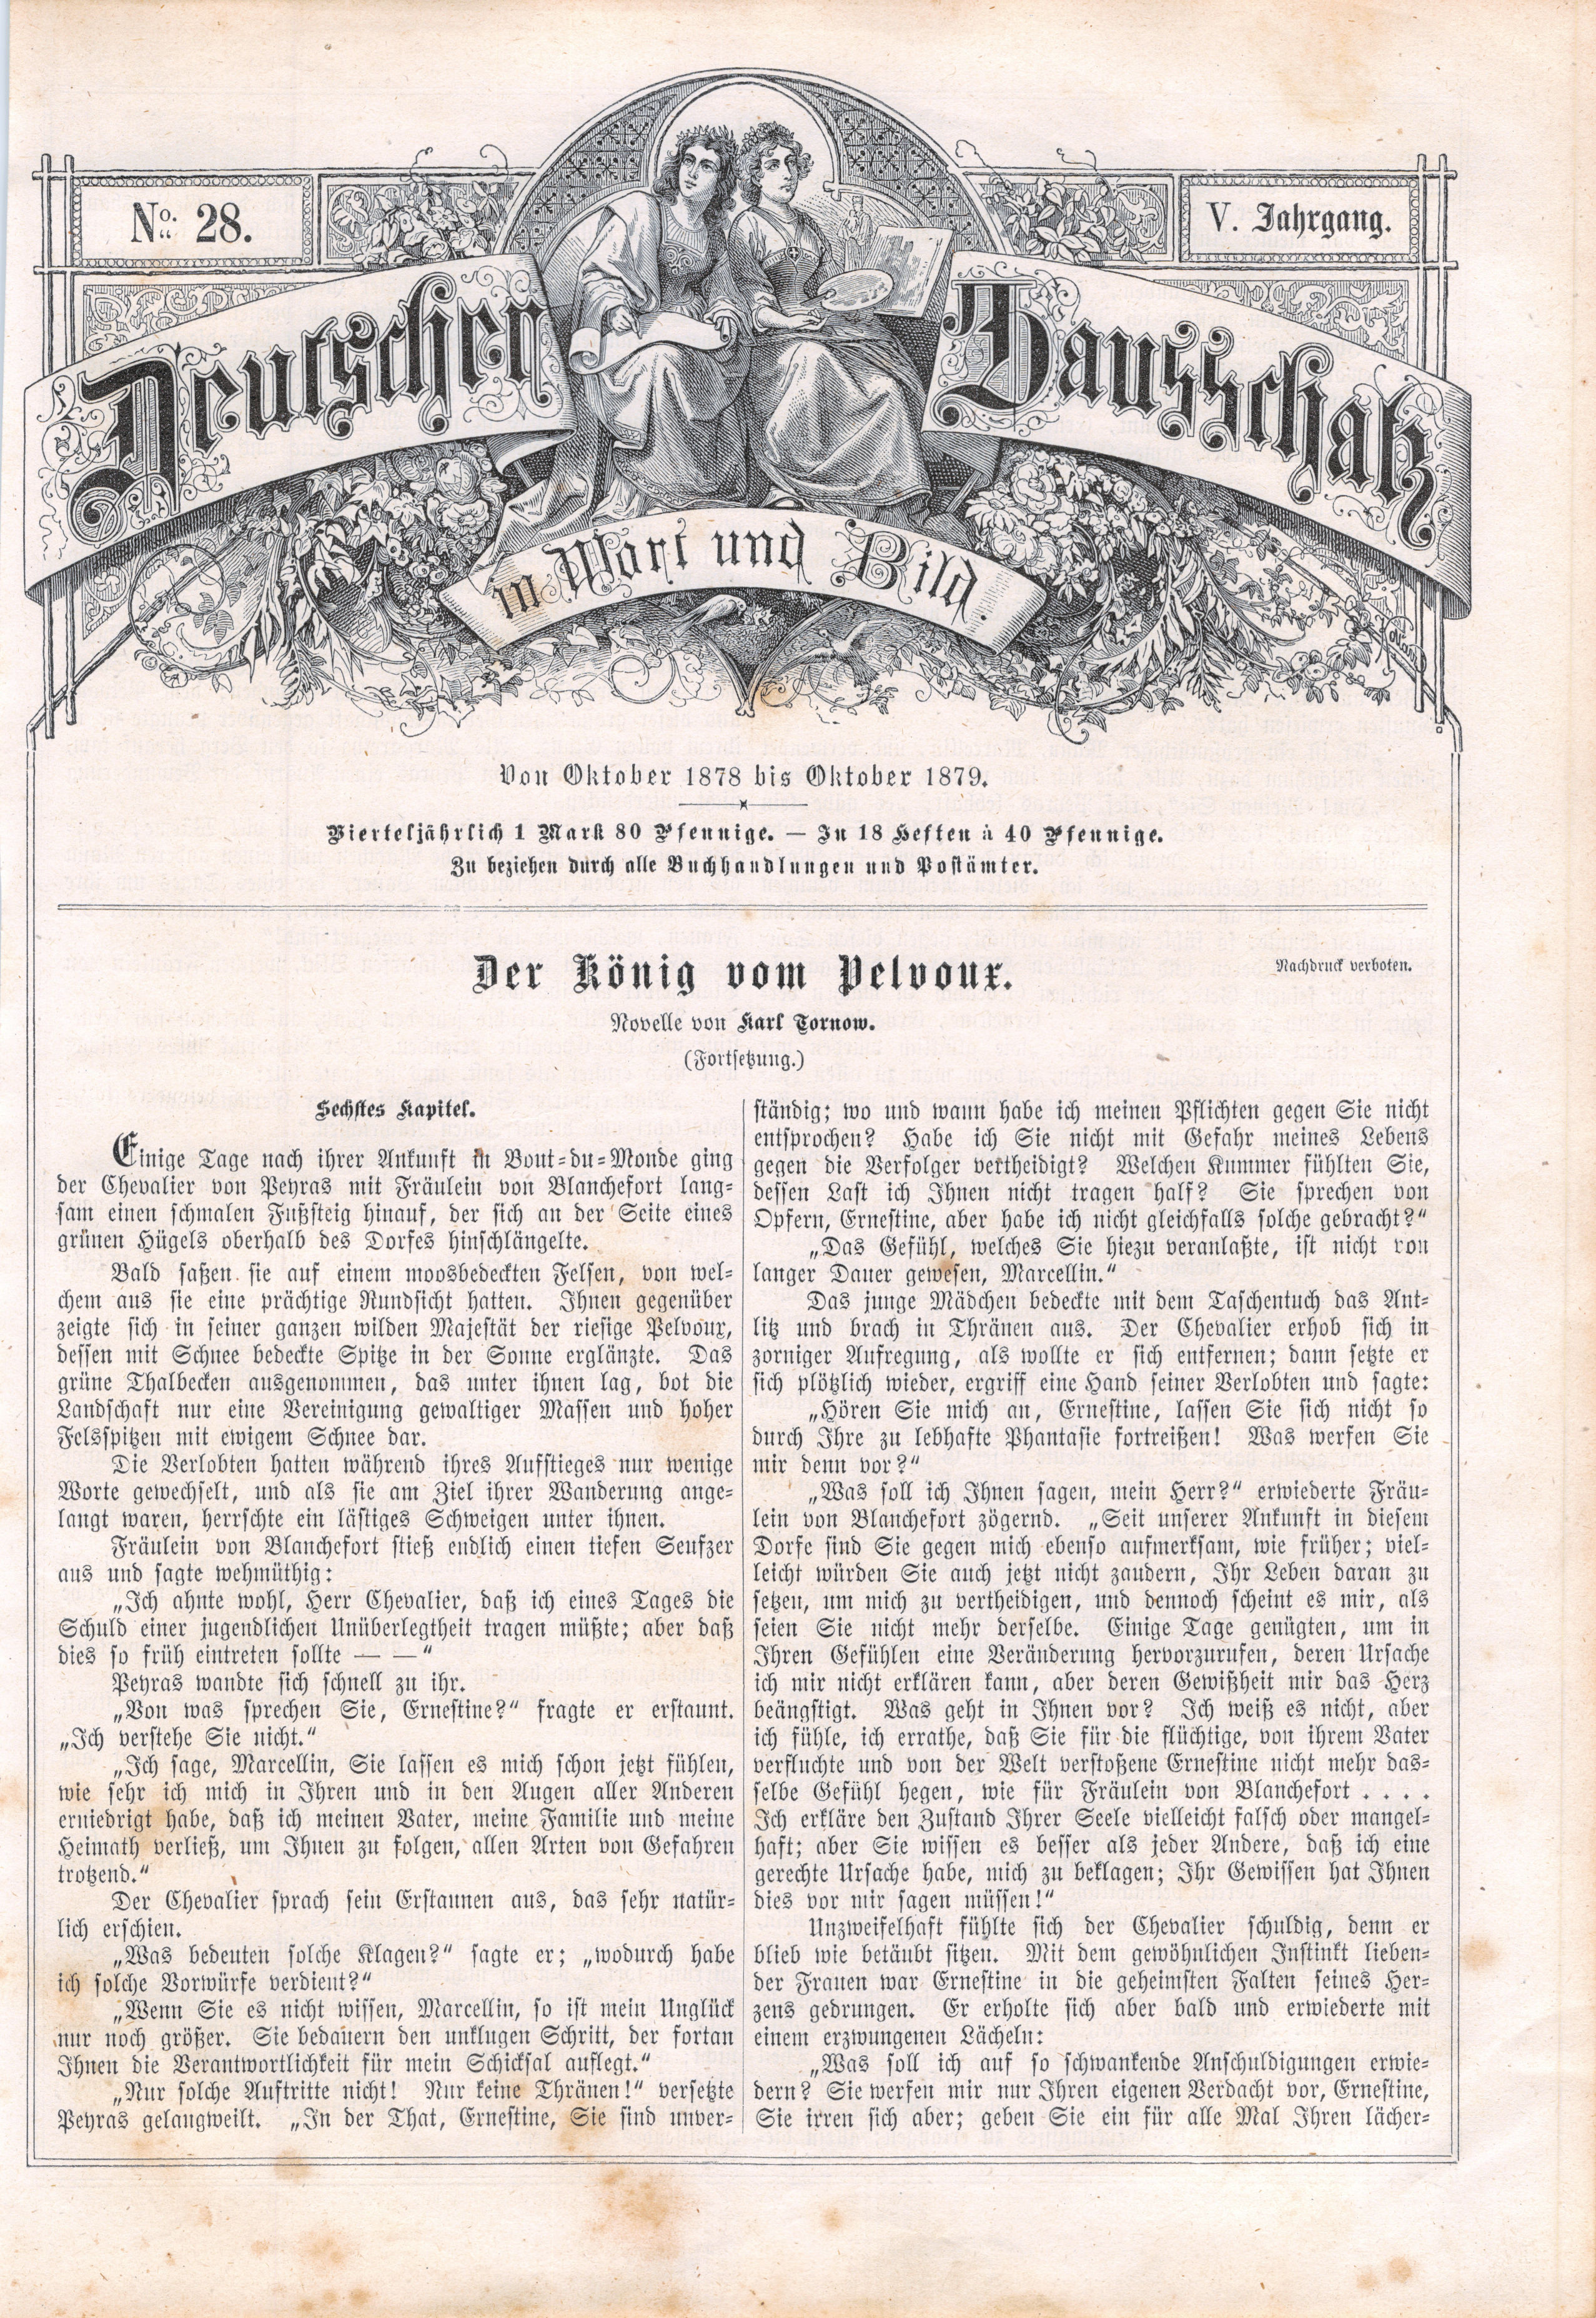 No. 28.
V. Jahrgang.
Deutscher
Hausschatz
in Wort und Bild.
Von Oktober 1878 bis Oktober 1879.
Vierteljährlich 1 Mark 80 Pfennige. — In 18 Heften à 40 Pfennige.
Zu beziehen durch alle Buchhandlungen und Postämter.
Der König vom Pelvoux.
Nachdruck verboten.
Novelle von Karl Tornow.
(Fortsetzung.)
Sechstes Kapitel.
Einige Tage nach ihrer Ankunft in Bout-du-Monde ging
der Chevalier von Peyras mit Fräulein von Blanchefort lang-
sam einen schmalen Fußsteig hinauf, der sich an der Seite eines
grünen Hügels oberhalb des Dorfes hinschlängelte.
Bald saßen sie auf einem moosbedeckten Felsen, von wel-
chem aus sie eine prächtige Rundsicht hatten. Ihnen gegenüber
zeigte sich in seiner ganzen wilden Majestät der riesige Pelvoux,
dessen mit Schnee bedeckte Spitze in der Sonne erglänzte. Das
grüne Thalbecken ausgenommen, das unter ihnen lag, bot die
Landschaft nur eine Vereinigung gewaltiger Massen und hoher
Felsspitzen mit ewigem Schnee dar.
Die Verlobten hatten während ihres Aufstieges nur wenige
Worte gewechselt, und als sie am Ziel ihrer Wanderung ange-
langt waren, herrschte ein lästiges Schweigen unter ihnen.
Fräulein von Blanchefort stieß endlich einen tiefen Seufzer
aus und sagte wehmüthig:
„Ich ahnte wohl, Herr Chevalier, daß ich eines Tages die
Schuld einer jugendlichen Unüberlegtheit tragen müßte; aber daß
dies so früh eintreten sollte — —“
Peyras wandte sich schnell zu ihr.
„Von was sprechen Sie, Ernestine?“ fragte er erstaunt.
„Ich verstehe Sie nicht.“
„Ich sage, Marcellin, Sie lassen es mich schon jetzt fühlen,
wie sehr ich mich in Ihren und in den Augen aller Anderen
erniedrigt habe, daß ich meinen Vater, meine Familie und meine
Heimath verließ, um Ihnen zu folgen, allen Arten von Gefahren
trotzend.“
Der Chevalier sprach sein Erstaunen aus, das sehr natür-
lich erschien.
„Was bedeuten solche Klagen?“ sagte er; „wodurch habe
ich solche Vorwürfe verdient?“
„Wenn Sie es nicht wissen, Marcellin, so ist mein Unglück
nur noch größer. Sie bedauern den unklugen Schritt, der fortan
Ihnen die Verantwortlichkeit für mein Schicksal auflegt.“
„Nur solche Auftritte nicht! Nur keine Thränen!“ versetzte
Peyras gelangweilt. „In der That, Ernestine, Sie sind unver-
ständig; wo und wann habe ich meinen Pflichten gegen Sie nicht
entsprochen? Habe ich Sie nicht mit Gefahr meines Lebens
gegen die Verfolger vertheidigt? Welchen Kummer fühlten Sie,
dessen Last ich Ihnen nicht tragen half? Sie sprechen von
Opfern, Ernestine, aber habe ich nicht gleichfalls solche gebracht?“
„Das Gefühl, welches Sie hiezu veranlaßte, ist nicht von
langer Dauer gewesen, Marcellin.“
Das junge Mädchen bedeckte mit dem Taschentuch das Ant-
litz und brach in Thränen aus. Der Chevalier erhob sich in
zorniger Aufregung, als wollte er sich entfernen; dann setzte er
sich plötzlich wieder, ergriff eine Hand seiner Verlobten und sagte:
„Hören Sie mich an, Ernestine, lassen Sie sich nicht so
durch Ihre zu lebhafte Phantasie fortreißen! Was werfen Sie
mir denn vor?“
„Was soll ich Ihnen sagen, mein Herr?“ erwiederte Fräu-
lein von Blanchefort zögernd. „Seit unserer Ankunft in diesem
Dorfe sind Sie gegen mich ebenso aufmerksam, wie früher; viel-
leicht würden Sie auch jetzt nicht zaudern, Ihr Leben daran zu
setzen, um mich zu vertheidigen, und dennoch scheint es mir, als
seien Sie nicht mehr derselbe. Einige Tage genügten, um in
Ihren Gefühlen eine Veränderung hervorzurufen, deren Ursache
ich mir nicht erklären kann, aber deren Gewißheit mir das Herz
beängstigt. Was geht in Ihnen vor? Ich weiß es nicht, aber
ich fühle, ich errathe, daß Sie für die flüchtige, von ihrem Vater
verfluchte und von der Welt verstoßene Ernestine nicht mehr das-
selbe Gefühl hegen, wie für Fräulein von Blanchefort . . . .
Ich erkläre den Zustand Ihrer Seele vielleicht falsch oder mangel-
haft; aber Sie wissen es besser als jeder Andere, daß ich eine
gerechte Ursache habe, mich zu beklagen; Ihr Gewissen hat Ihnen
dies vor mir sagen müssen!“
Unzweifelhaft fühlte sich der Chevalier schuldig, denn er
blieb wie betäubt sitzen. Mit dem gewöhnlichen Instinkt lieben-
der Frauen war Ernestine in die geheimsten Falten seines Her-
zens gedrungen. Er erholte sich aber bald und erwiederte mit
einem erzwungenen Lächeln:
„Was soll ich auf so schwankende Anschuldigungen erwie-
dern? Sie werfen mir nur Ihren eigenen Verdacht vor, Ernestine,
Sie irren sich aber; geben Sie ein für alle Mal Ihren lächer-